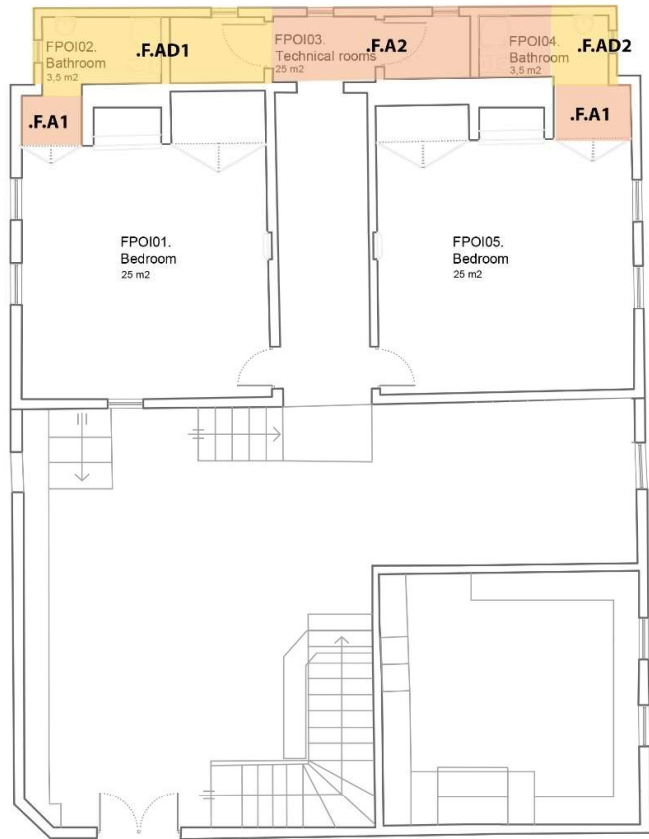 FPOI02.
Bathroom
3,5 m2
.F.AD1
FPOI03.
Technical rooms
25 m2
.F.A2
FPOI04.
Bathroom
3,5 m2
.F.AD2
.F.A1
.F.A1
FPOI01.
Bedroom
25 m2
FPOI05.
Bedroom
25 m2